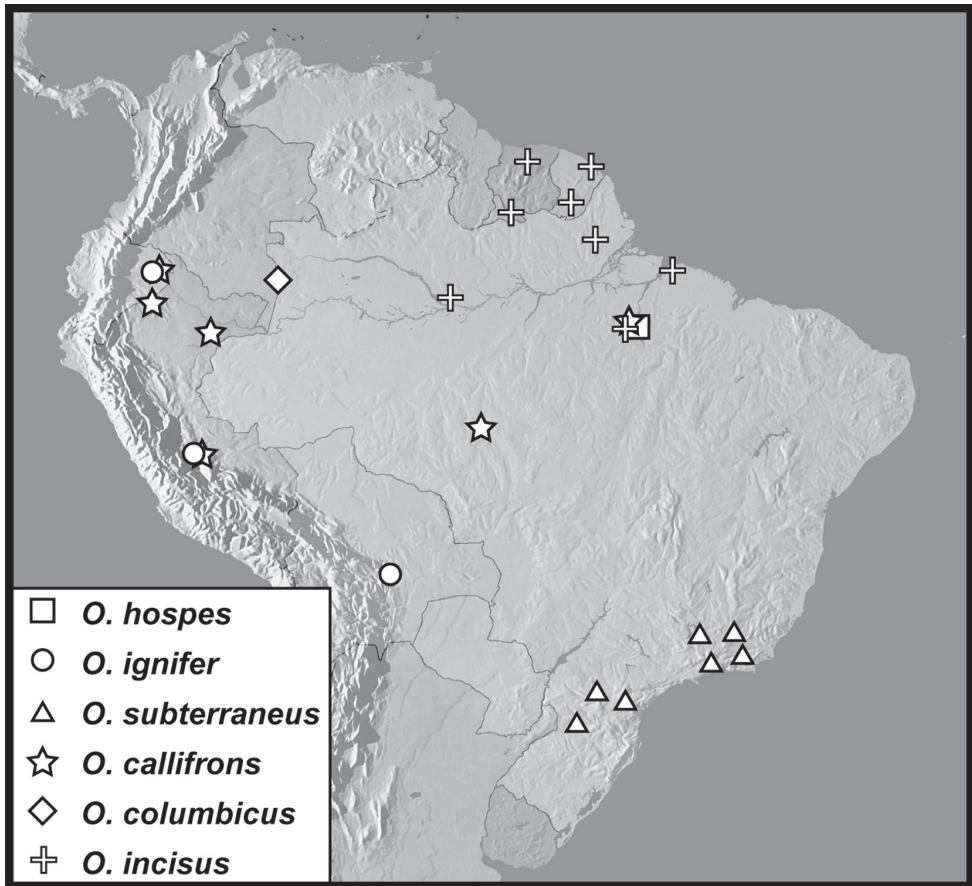 O. hospes
O. ignifer
O. subterraneus
O. callifrons
O. columbicus
O. incisus